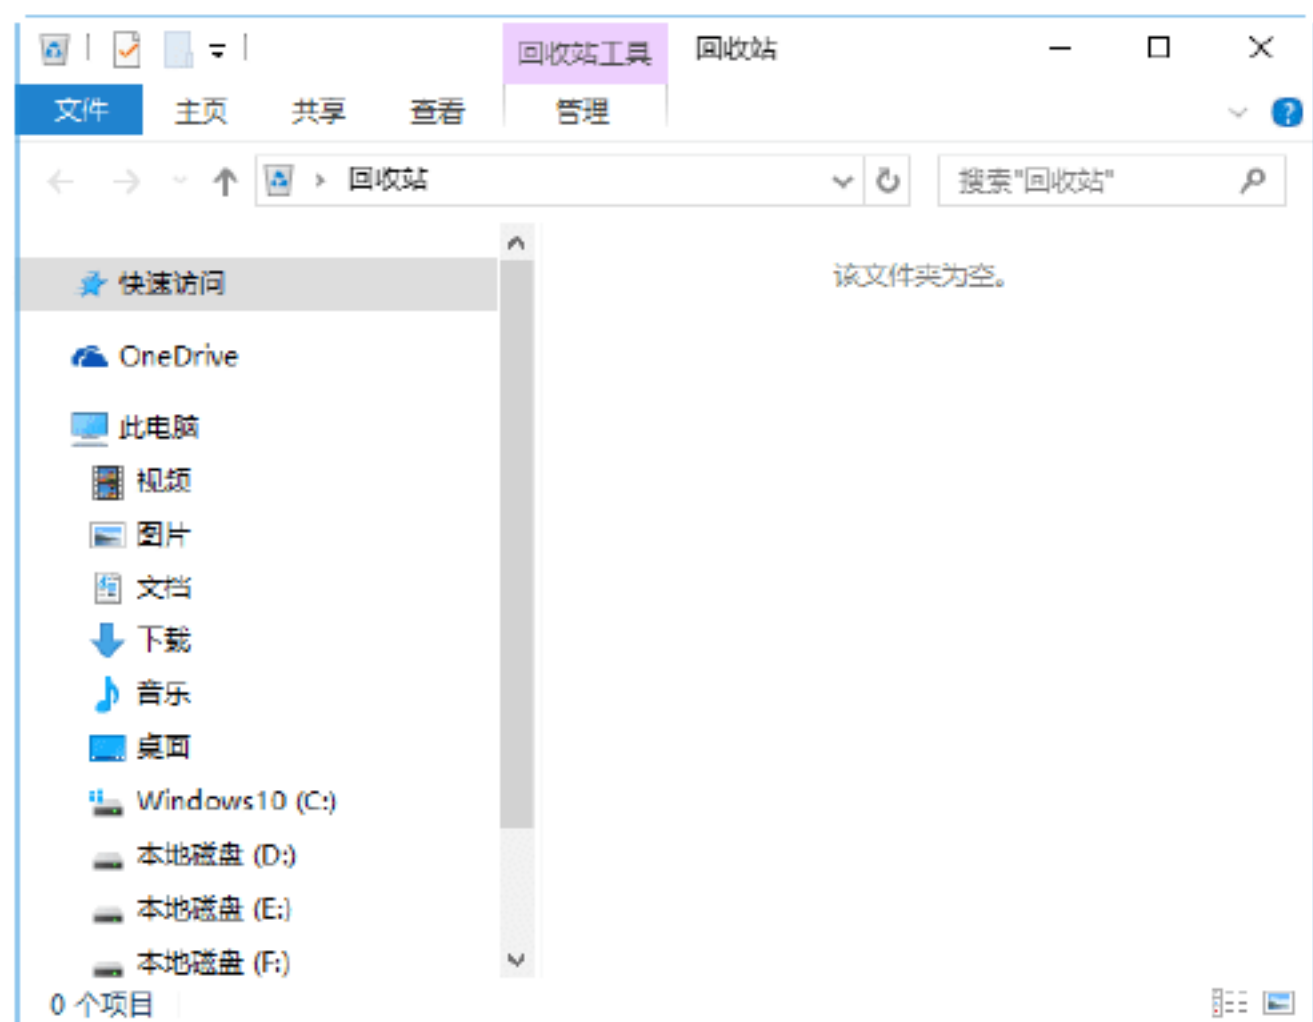 回收站工具 回收站
文件 主页 共享 查看 管理
回收站 搜索"回收站"
快速访问
该文件夹为空。
OneDrive
此电脑
视频
图片
文档
下载
音乐
桌面
Windows10 (C:)
本地磁盘 (D:)
本地磁盘 (E:)
本地磁盘 (F:)
0 个项目